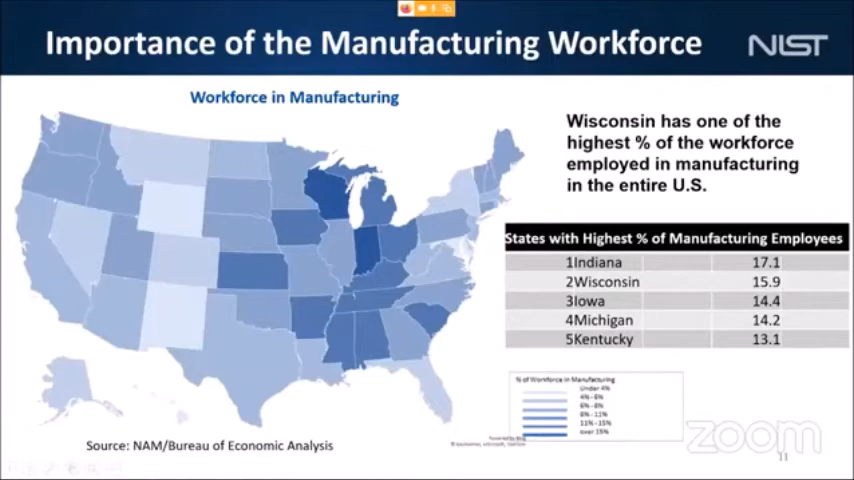 Importance of the Manufacturing Workforce
NIST
Workforce in Manufacturing
Wisconsin has one of the
highest % of the workforce
employed in manufacturing
in the entire U.S.
States with Highest % of Manufacturing Employees
1Indiana 17.1
2Wisconsin 15.9
3Iowa 14.4
4Michigan 14.2
5Kentucky 13.1
% of Workforce in Manufacturing
Under 4%
4%-6%
6%-8%
8%-11%
11%-15%
over 15%
Powered by Bing
Source: NAM/Bureau of Economic Analysis
zoom
11